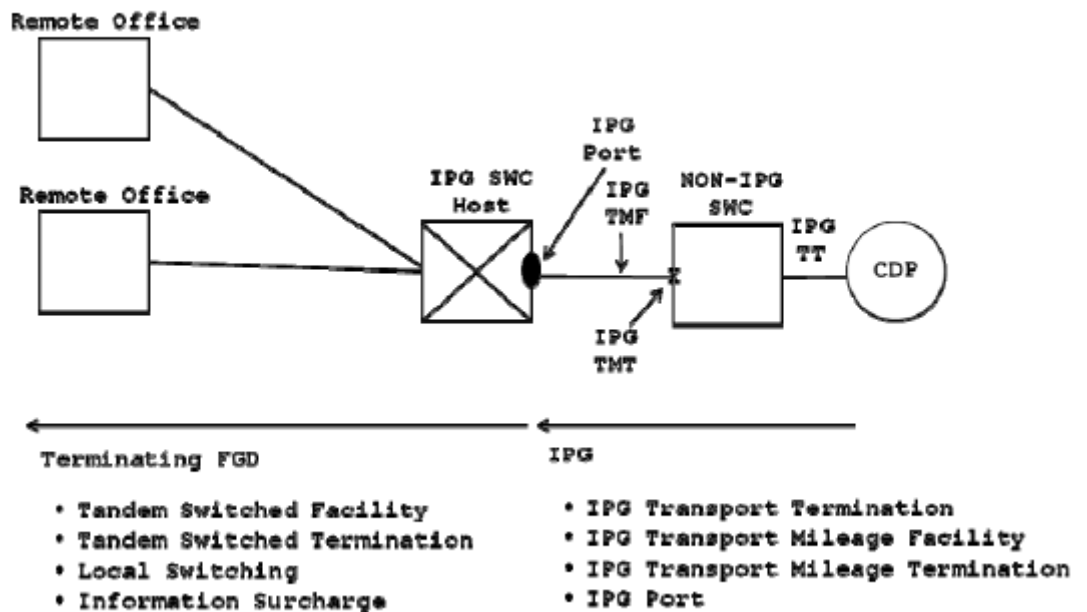 Remote Office
Remote Office
IPG SWC
Host
IPG
Port
IPG
TMF
NON-IPG
SWC
IPG
TT
CDP
IPG
TMT
Terminating FGD
• Tandem Switched Facility
• Tandem Switched Termination
• Local Switching
• Information Surcharge
IPG
• IPG Transport Termination
• IPG Transport Mileage Facility
• IPG Transport Mileage Termination
• IPG Port